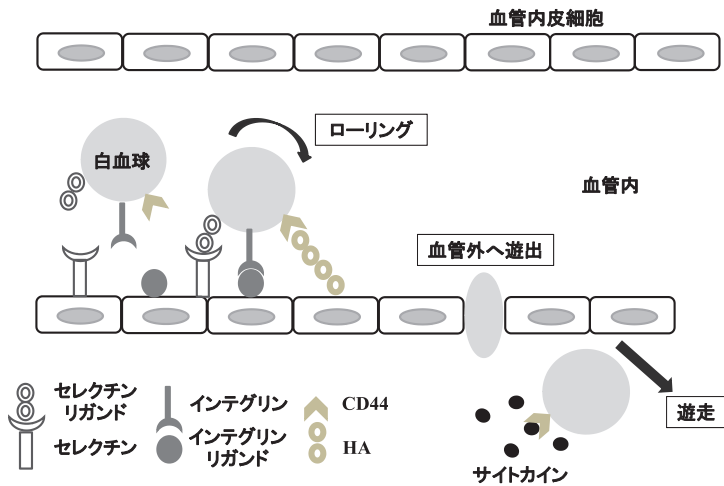 血管内皮細胞
ローリング
白血球
血管内
血管外へ遊出
セレクチン
リガンド
セレクチン
インテグリン
インテグリン
リガンド
CD44
HA
遊走
サイトカイン